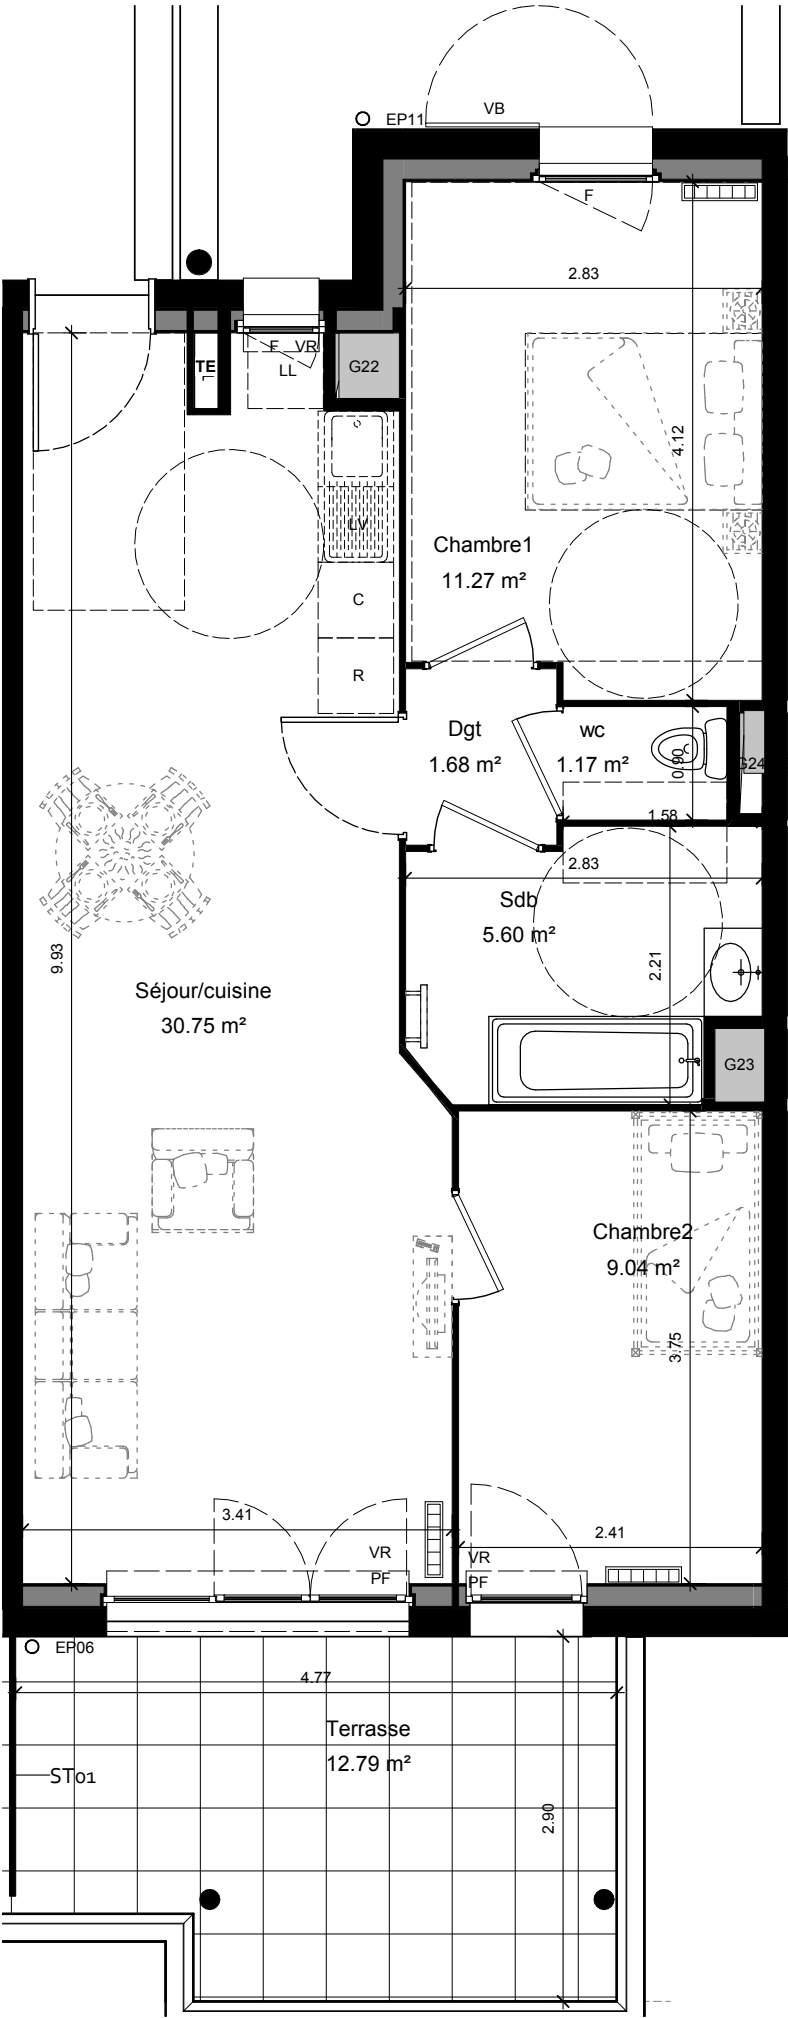 VB
EP11
F
2.83
F VR
TE
L
LL
G22
4.12
LV
Chambre1
11.27 m²
C
R
Dgt
1.68 m²
wc
1.17 m²
0.90
G24
1.58
2.83
Sdb
5.60 m²
2.21
9.93
Séjour/cuisine
30.75 m²
G23
Chambre2
9.04 m²
3.75
3.41
2.41
VR
PF
VR
PF
EP06
4.77
Terrasse
12.79 m²
ST01
2.90